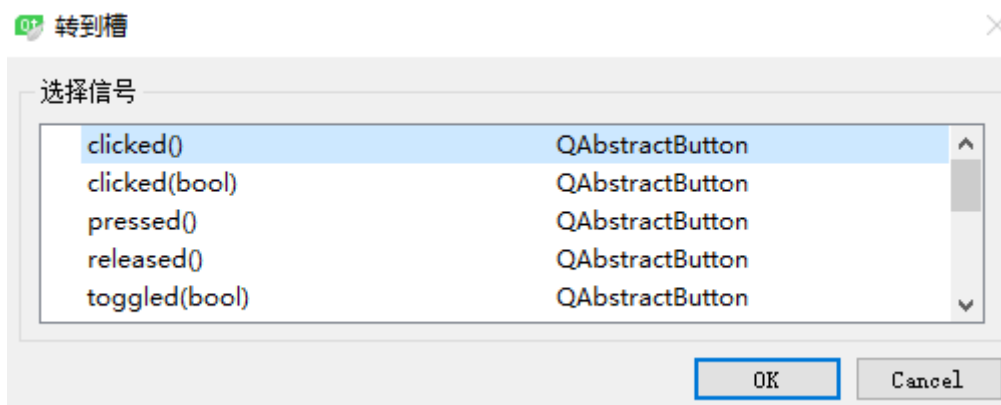 转到槽
选择信号
clicked() QAbstractButton
clicked(bool) QAbstractButton
pressed() QAbstractButton
released() QAbstractButton
toggled(bool) QAbstractButton
OK Cancel